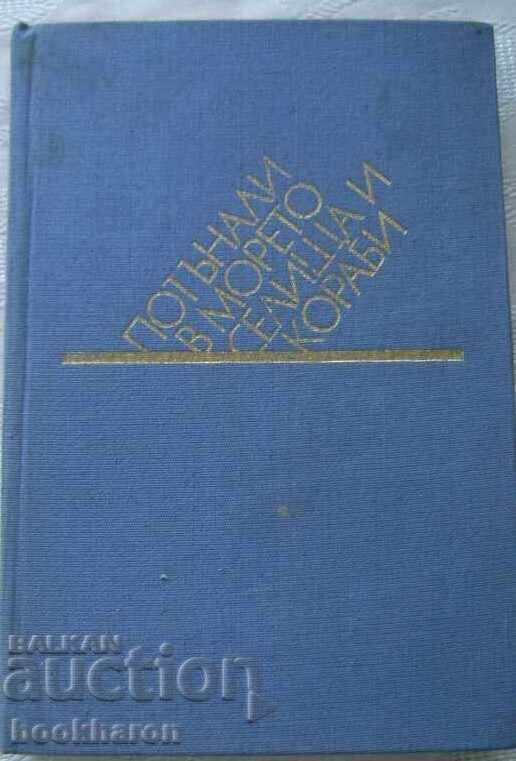 ПОТЪНАЛИ
В МОРЕТО
СЕЛИЩА И
КОРАБИ
BALKAN
auction
bookharon